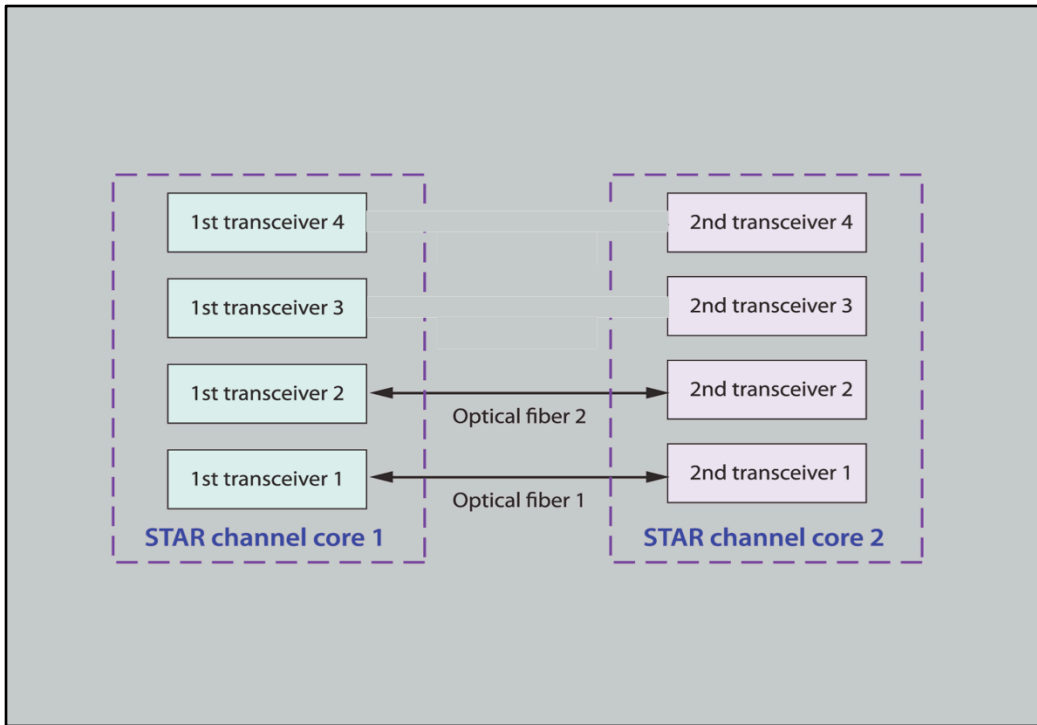 1st transceiver 4
2nd transceiver 4
1st transceiver 3
2nd transceiver 3
1st transceiver 2
2nd transceiver 2
Optical fiber 2
1st transceiver 1
2nd transceiver 1
Optical fiber 1
STAR channel core 1
STAR channel core 2